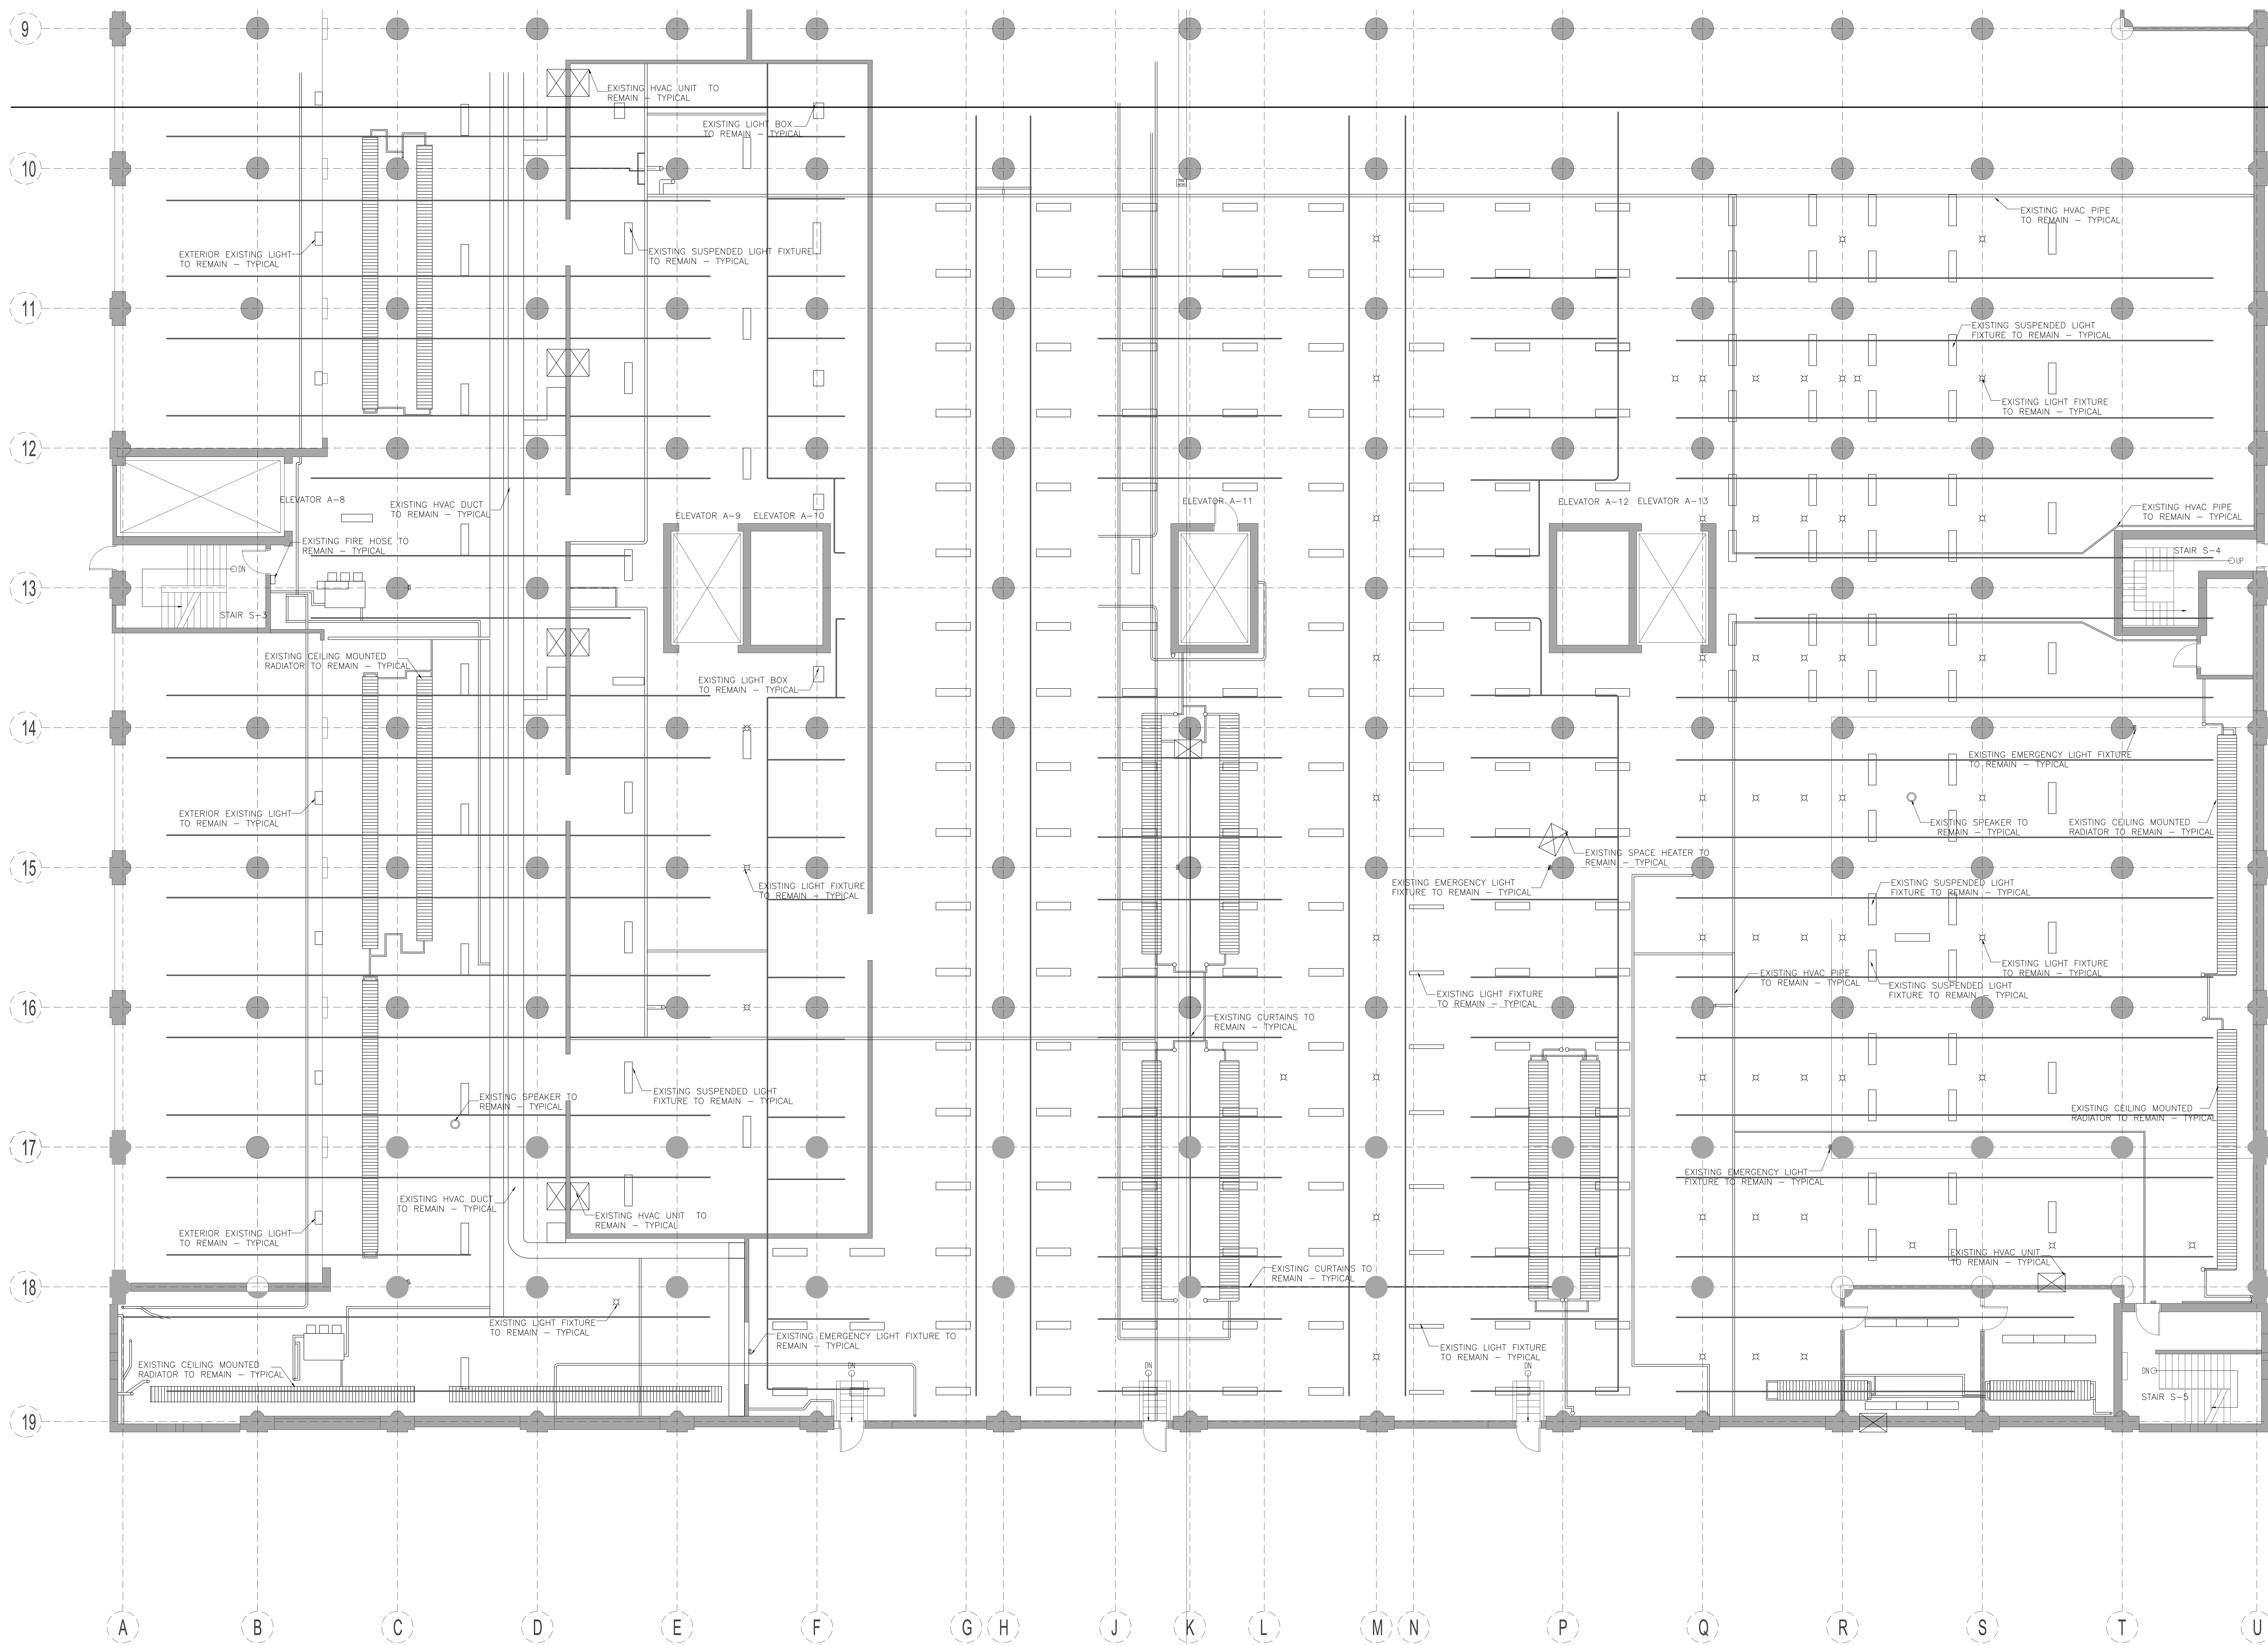 9
EXISTING HVAC UNIT TO
REMAIN – TYPICAL
EXISTING LIGHT BOX
TO REMAIN – TYPICAL
10
EXISTING HVAC PIPE
TO REMAIN – TYPICAL
EXTERIOR EXISTING LIGHT
TO REMAIN – TYPICAL
EXISTING SUSPENDED LIGHT FIXTURE
TO REMAIN – TYPICAL
11
EXISTING SUSPENDED LIGHT
FIXTURE TO REMAIN – TYPICAL
EXISTING LIGHT FIXTURE
TO REMAIN – TYPICAL
12
ELEVATOR A-8
EXISTING HVAC DUCT
TO REMAIN – TYPICAL
ELEVATOR A-9
ELEVATOR A-10
ELEVATOR A-11
ELEVATOR A-12
ELEVATOR A-13
EXISTING HVAC PIPE
TO REMAIN – TYPICAL
EXISTING FIRE HOSE TO
REMAIN – TYPICAL
STAIR S-4
UP
DN
13
STAIR S-3
EXISTING CEILING MOUNTED
RADIATOR TO REMAIN – TYPICAL
EXISTING LIGHT BOX
TO REMAIN – TYPICAL
14
EXISTING EMERGENCY LIGHT FIXTURE
TO REMAIN – TYPICAL
EXTERIOR EXISTING LIGHT
TO REMAIN – TYPICAL
EXISTING SPEAKER TO
REMAIN – TYPICAL
EXISTING CEILING MOUNTED
RADIATOR TO REMAIN – TYPICAL
EXISTING SPACE HEATER TO
REMAIN – TYPICAL
15
EXISTING LIGHT FIXTURE
TO REMAIN – TYPICAL
EXISTING EMERGENCY LIGHT
FIXTURE TO REMAIN – TYPICAL
EXISTING SUSPENDED LIGHT
FIXTURE TO REMAIN – TYPICAL
EXISTING LIGHT FIXTURE
TO REMAIN – TYPICAL
EXISTING HVAC PIPE
TO REMAIN – TYPICAL
EXISTING SUSPENDED LIGHT
FIXTURE TO REMAIN – TYPICAL
EXISTING LIGHT FIXTURE
TO REMAIN – TYPICAL
16
EXISTING CURTAINS TO
REMAIN – TYPICAL
EXISTING SPEAKER TO
REMAIN – TYPICAL
EXISTING SUSPENDED LIGHT
FIXTURE TO REMAIN – TYPICAL
EXISTING CEILING MOUNTED
RADIATOR TO REMAIN – TYPICAL
17
EXISTING EMERGENCY LIGHT
FIXTURE TO REMAIN – TYPICAL
EXISTING HVAC DUCT
TO REMAIN – TYPICAL
EXISTING HVAC UNIT TO
REMAIN – TYPICAL
EXTERIOR EXISTING LIGHT
TO REMAIN – TYPICAL
EXISTING HVAC UNIT
TO REMAIN – TYPICAL
EXISTING CURTAINS TO
REMAIN – TYPICAL
18
EXISTING LIGHT FIXTURE
TO REMAIN – TYPICAL
EXISTING EMERGENCY LIGHT FIXTURE TO
REMAIN – TYPICAL
EXISTING LIGHT FIXTURE
TO REMAIN – TYPICAL
EXISTING CEILING MOUNTED
RADIATOR TO REMAIN – TYPICAL
DN
DN
DN
DN
STAIR S-5
19
A
B
C
D
E
F
G
H
J
K
L
M
N
P
Q
R
S
T
U